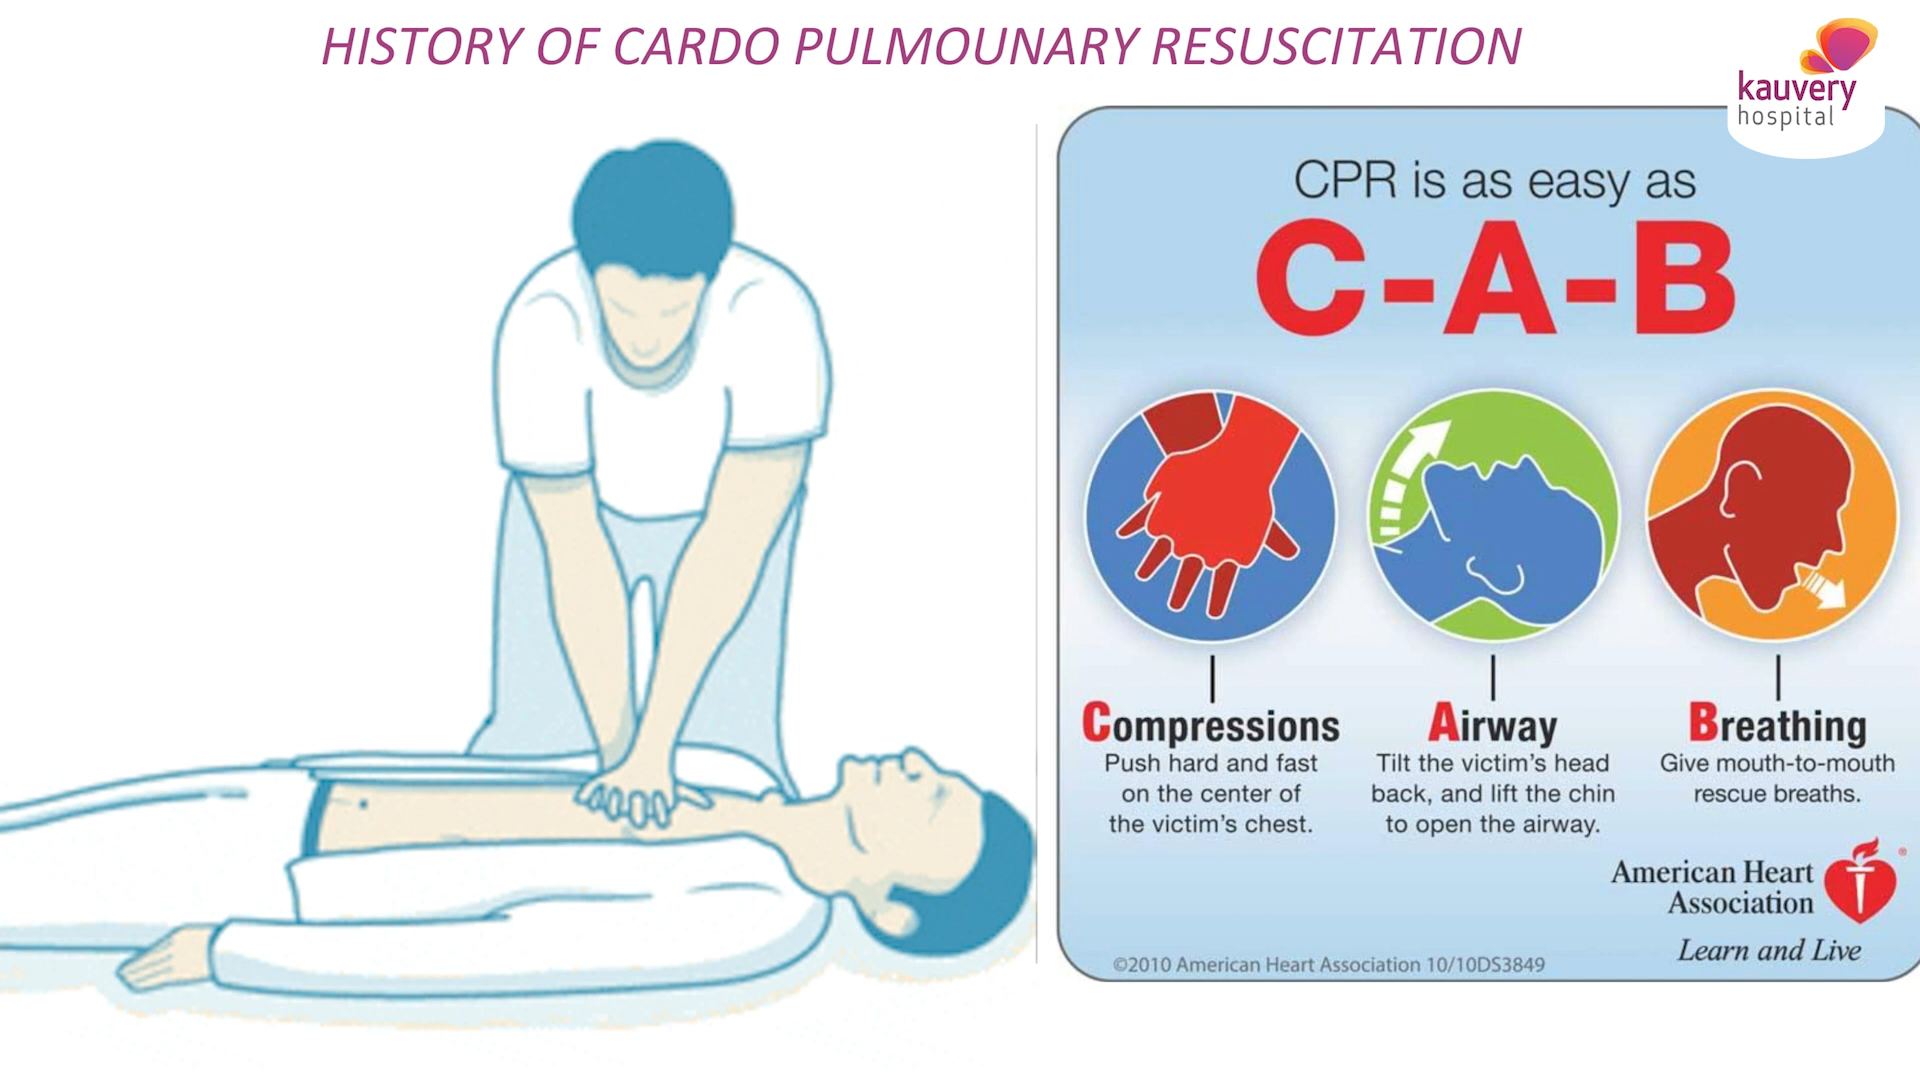 HISTORY OF CARDO PULMOUNARY RESUSCITATION
kauvery
hospital
CPR is as easy as
C-A-B
Compressions
Push hard and fast
on the center of
the victim's chest.
Airway
Tilt the victim's head
back, and lift the chin
to open the airway.
Breathing
Give mouth-to-mouth
rescue breaths.
American Heart
Association
®
Learn and Live
©2010 American Heart Association 10/10DS3849